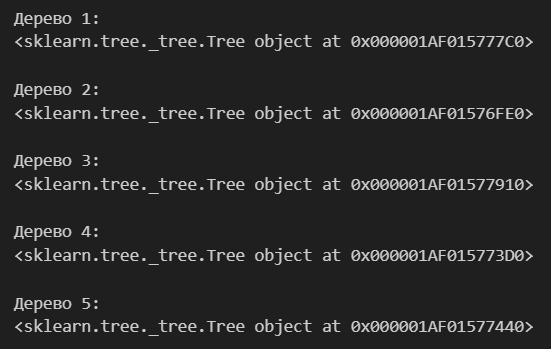 Дерево 1:
<sklearn.tree._tree.Tree object at 0x000001AF015777C0>
Дерево 2:
<sklearn.tree._tree.Tree object at 0x000001AF01576FE0>
Дерево 3:
<sklearn.tree._tree.Tree object at 0x000001AF01577910>
Дерево 4:
<sklearn.tree._tree.Tree object at 0x000001AF015773D0>
Дерево 5:
<sklearn.tree._tree.Tree object at 0x000001AF01577440>